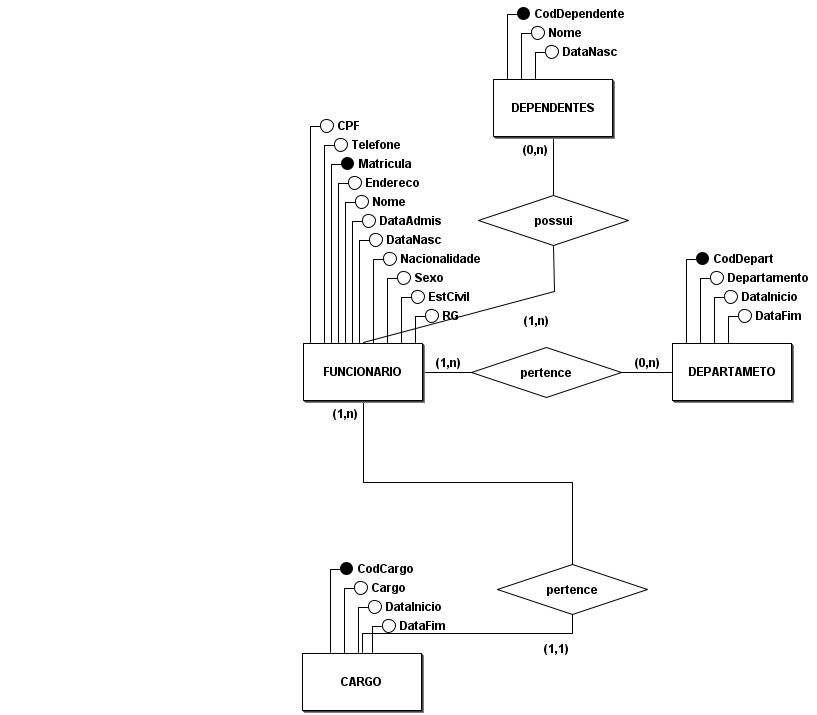 CodDependente
Nome
DataNasc
DEPENDENTES
(0,n)
possui
(1,n)
CPF
Telefone
Matricula
Endereco
Nome
DataAdmis
DataNasc
Nacionalidade
Sexo
EstCivil
RG
FUNCIONARIO
(1,n)
pertence
(0,n)
CodDepart
Departamento
DataInicio
DataFim
DEPARTAMETO
(1,n)
pertence
(1,1)
CodCargo
Cargo
DataInicio
DataFim
CARGO